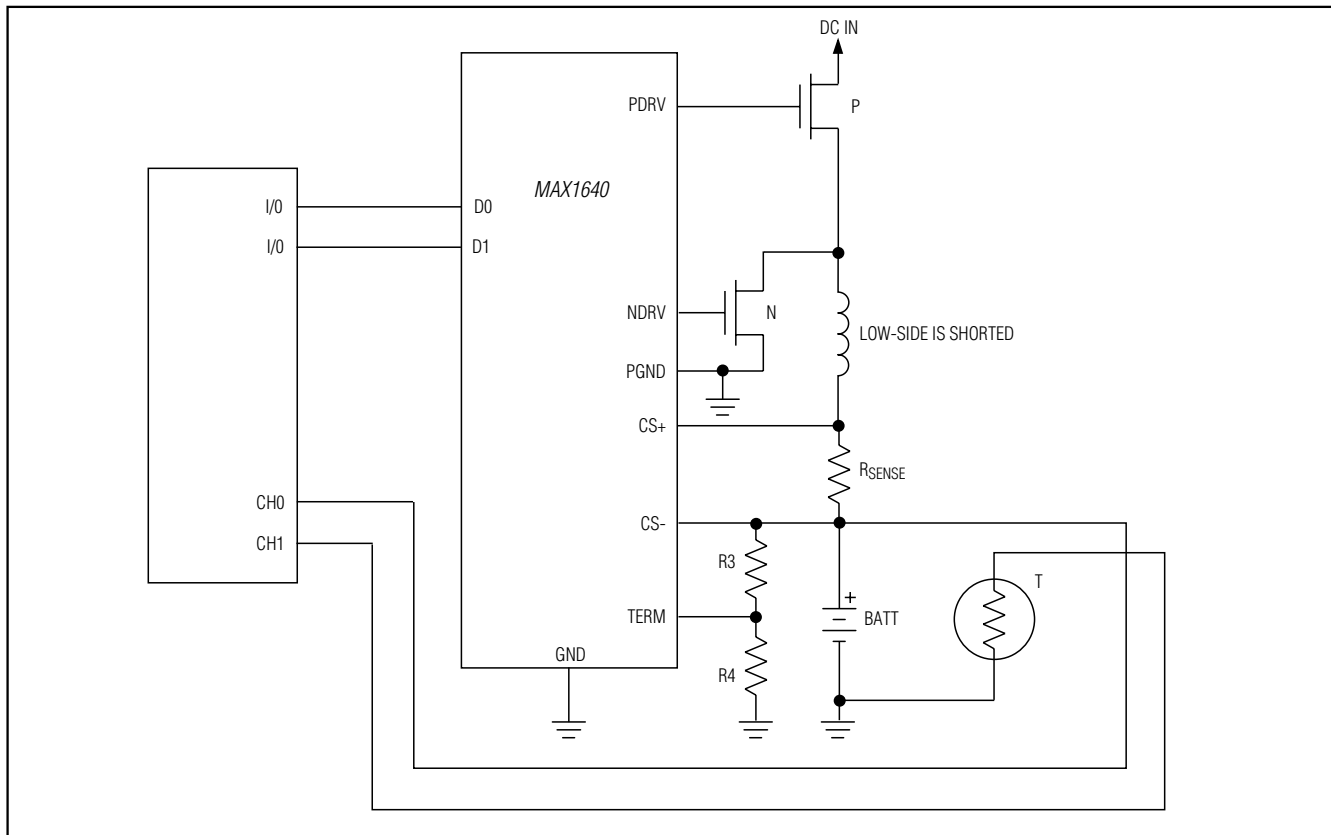 DC IN
PDRV
P
MAX1640
I/0
D0
I/0
D1
NDRV
N
LOW-SIDE IS SHORTED
PGND
CS+
RSENSE
CH0
CS-
CH1
R3
T
+
TERM
BATT
GND
R4